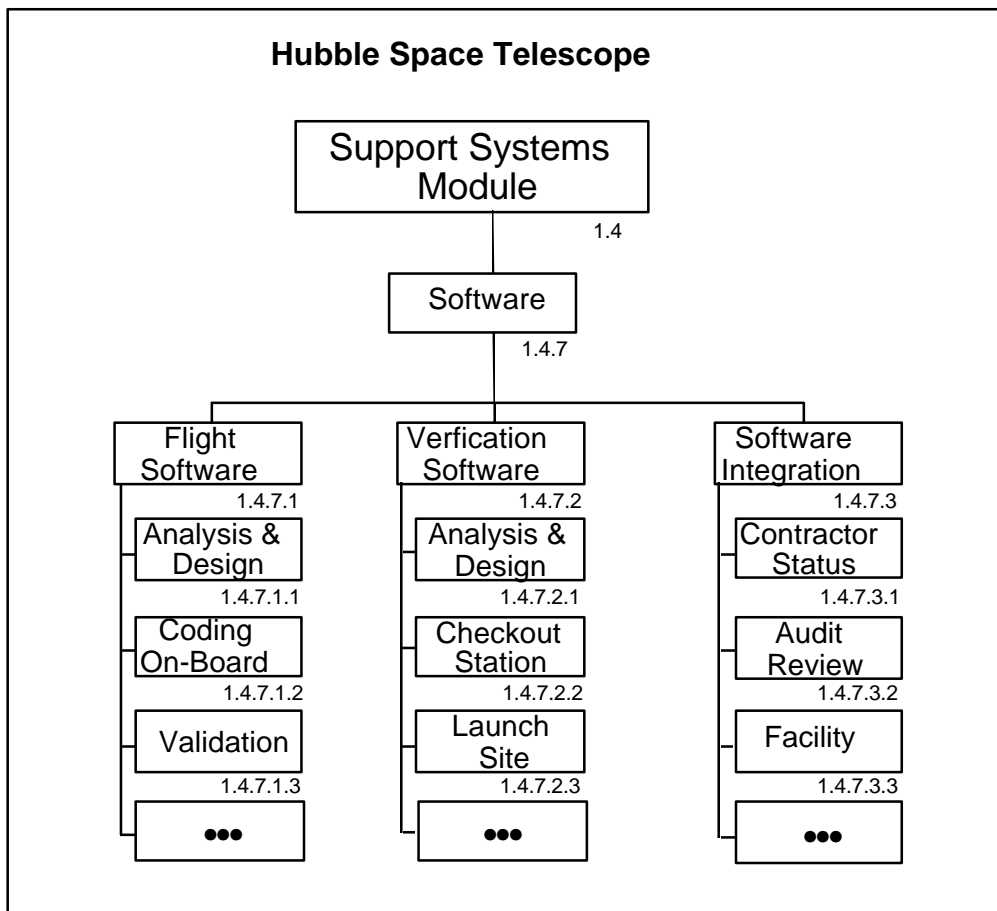 Hubble Space Telescope
Support Systems
Module
1.4
Software
1.4.7
Flight
Software
1.4.7.1
Analysis &
Design
1.4.7.1.1
Coding
On-Board
1.4.7.1.2
Validation
1.4.7.1.3
•••
Verfication
Software
1.4.7.2
Analysis &
Design
1.4.7.2.1
Checkout
Station
1.4.7.2.2
Launch
Site
1.4.7.2.3
•••
Software
Integration
1.4.7.3
Contractor
Status
1.4.7.3.1
Audit
Review
1.4.7.3.2
Facility
1.4.7.3.3
•••